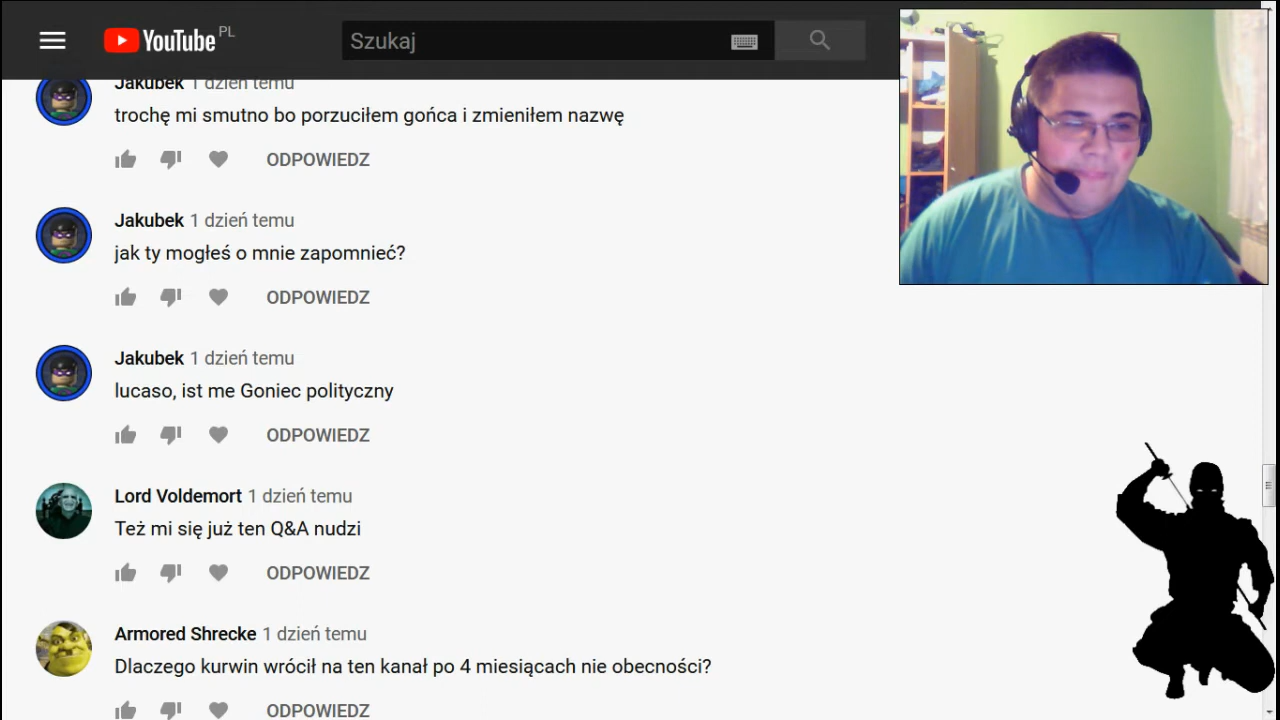 YouTube PL
Szukaj
Jakubek 1 dzień temu
trochę mi smutno bo porzuciłem gońca i zmieniłem nazwę
ODPOWIEDZ
Jakubek 1 dzień temu
jak ty mogłeś o mnie zapomnieć?
ODPOWIEDZ
Jakubek 1 dzień temu
lucaso, ist me Goniec polityczny
ODPOWIEDZ
Lord Voldemort 1 dzień temu
Też mi się już ten Q&A nudzi
ODPOWIEDZ
Armored Shrecke 1 dzień temu
Dlaczego kurwin wrócił na ten kanał po 4 miesiącach nie obecności?
ODPOWIEDZ